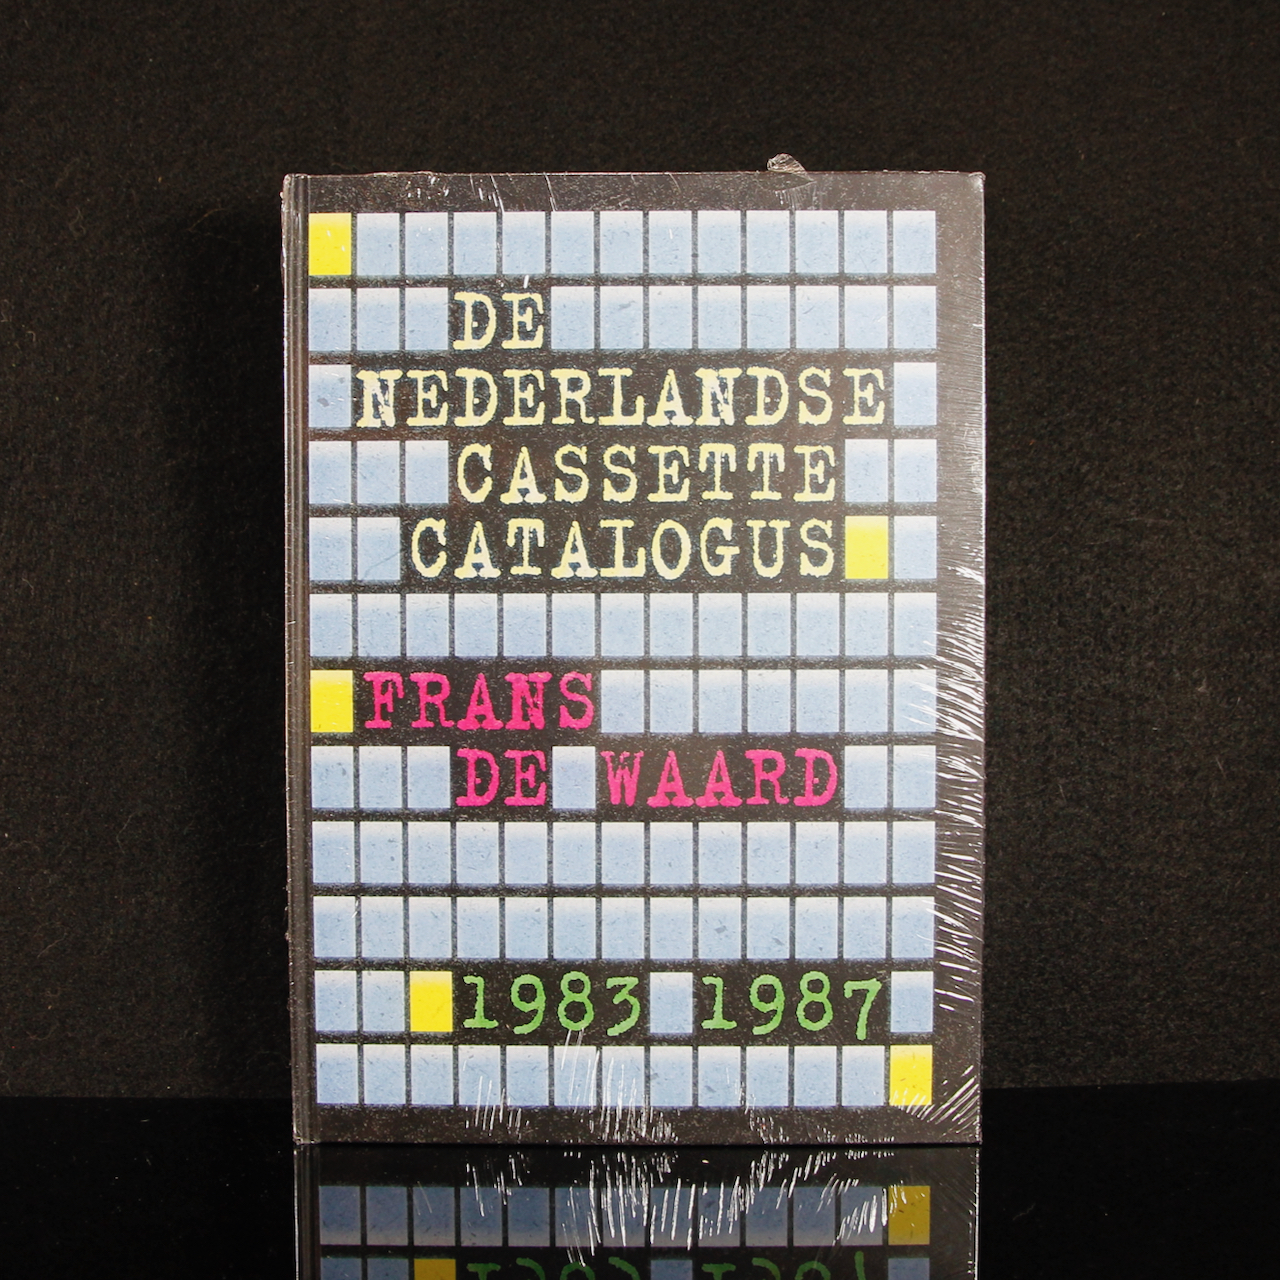 DE
NEDERLANDSE
CASSETTE
CATALOGUS
FRANS
DE WAARD
1983 1987